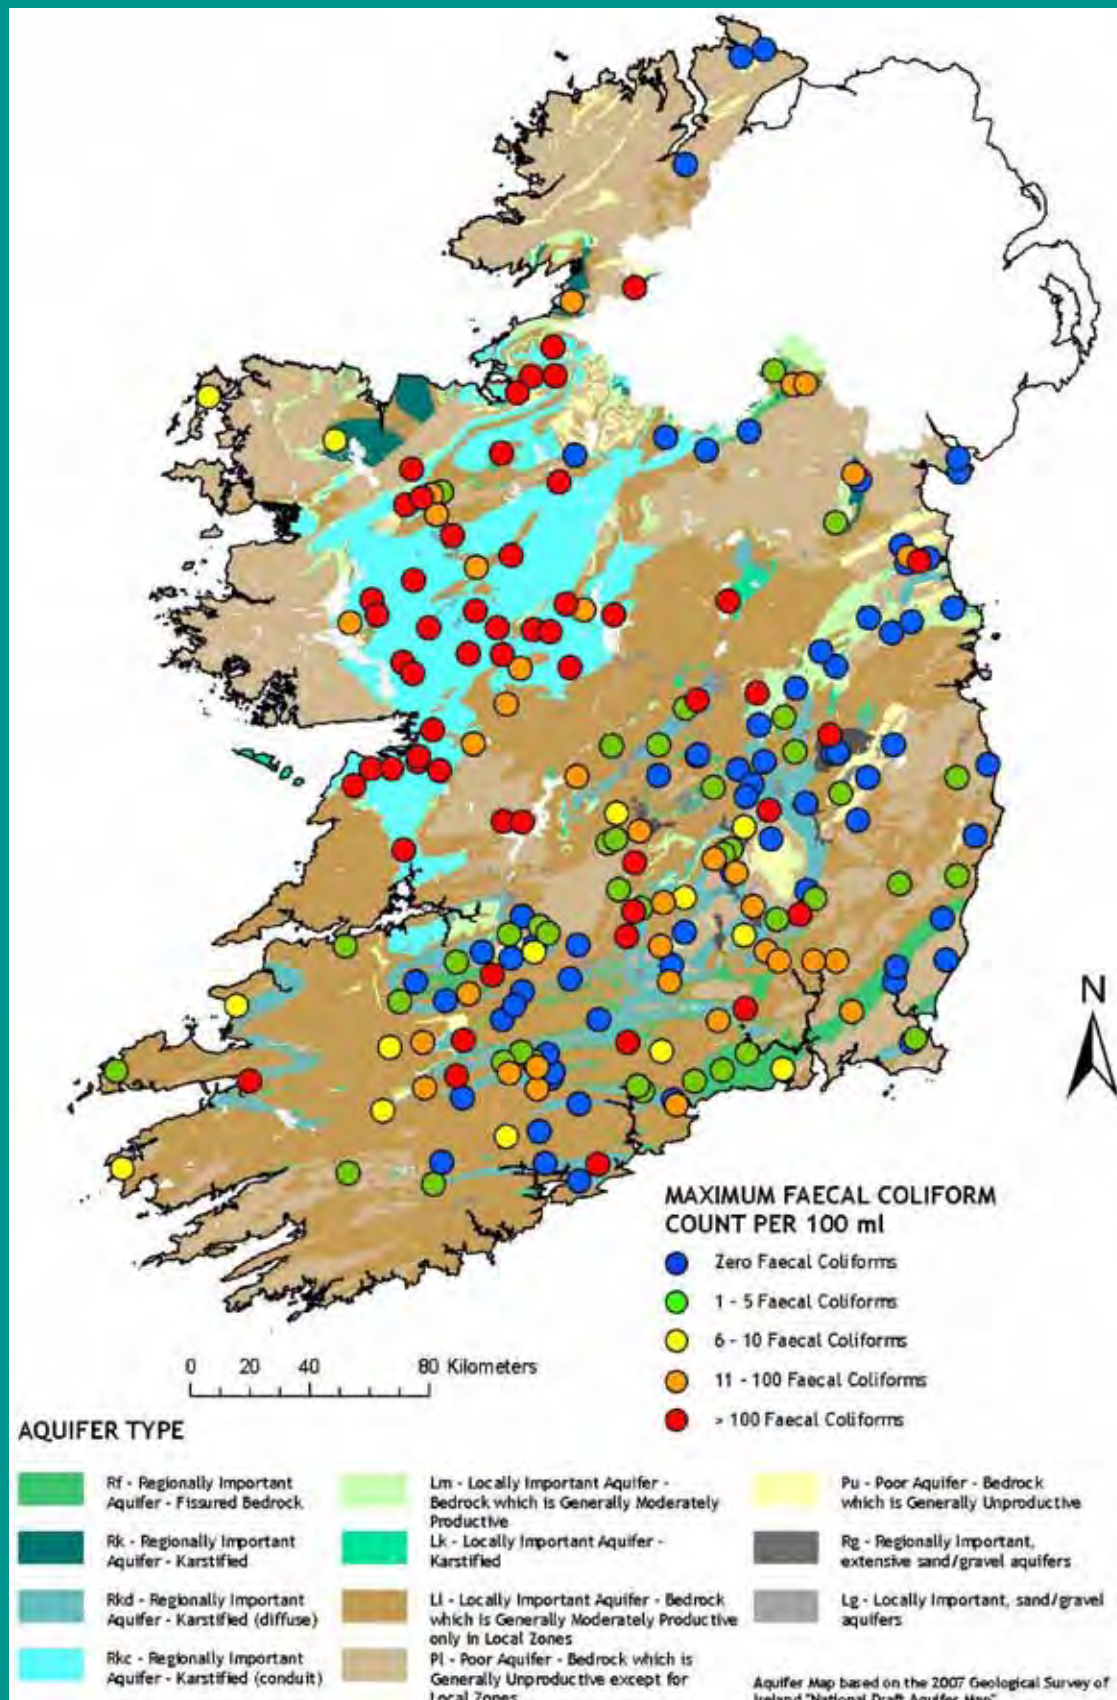 N
MAXIMUM FAECAL COLIFORM
COUNT PER 100 ml
Zero Faecal Coliforms
1 - 5 Faecal Coliforms
6 - 10 Faecal Coliforms
11 - 100 Faecal Coliforms
> 100 Faecal Coliforms
0 20 40 80 Kilometers
AQUIFER TYPE
Rf - Regionally Important
Aquifer - Fissured Bedrock
Rk - Regionally Important
Aquifer - Karstified
Rkd - Regionally Important
Aquifer - Karstified (diffuse)
Rkc - Regionally Important
Aquifer - Karstified (conduit)
Lm - Locally Important Aquifer -
Bedrock which is Generally Moderately
Productive
Lk - Locally Important Aquifer -
Karstified
Ll - Locally Important Aquifer - Bedrock
which is Generally Moderately Productive
only in Local Zones
Pl - Poor Aquifer - Bedrock which is
Generally Unproductive except for
Local Zones
Pu - Poor Aquifer - Bedrock
which is Generally Unproductive
Rg - Regionally Important,
extensive sand/gravel aquifers
Lg - Locally Important, sand/gravel
aquifers
Aquifer Map based on the 2007 Geological Survey of
Ireland "National Draft Aquifer Map"